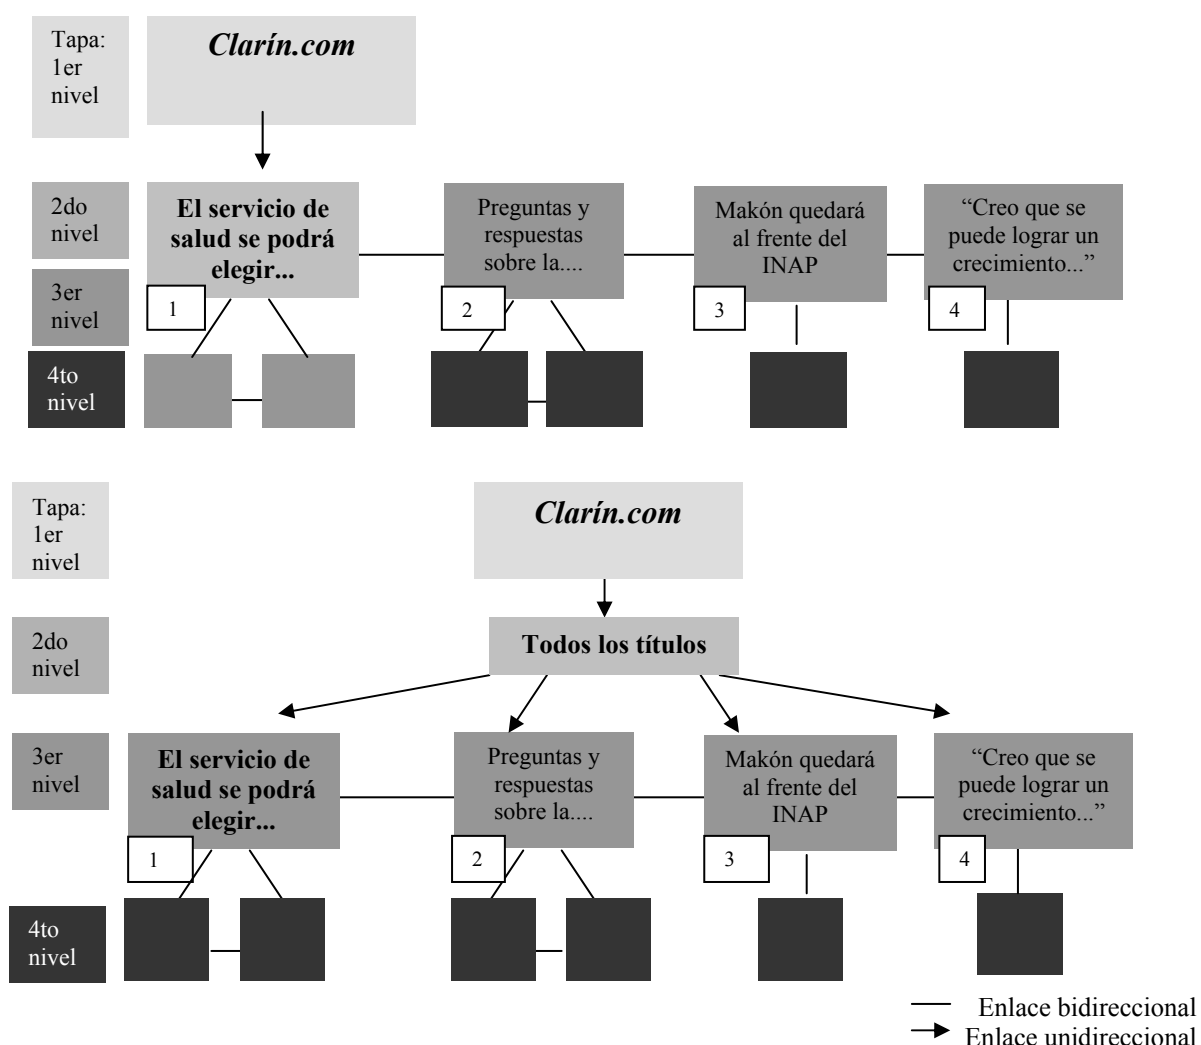 Tapa:
1er
nivel
Clarín.com
2do
nivel
El servicio de
salud se podrá
elegir...
Preguntas y
respuestas
sobre la....
Makón quedará
al frente del
INAP
“Creo que se
puede lograr un
crecimiento...”
3er
nivel
1
2
3
4
4to
nivel
Tapa:
1er
nivel
Clarín.com
2do
nivel
Todos los títulos
3er
nivel
El servicio de
salud se podrá
elegir...
Preguntas y
respuestas
sobre la....
Makón quedará
al frente del
INAP
“Creo que se
puede lograr un
crecimiento...”
1
2
3
4
4to
nivel
Enlace bidireccional
Enlace unidireccional